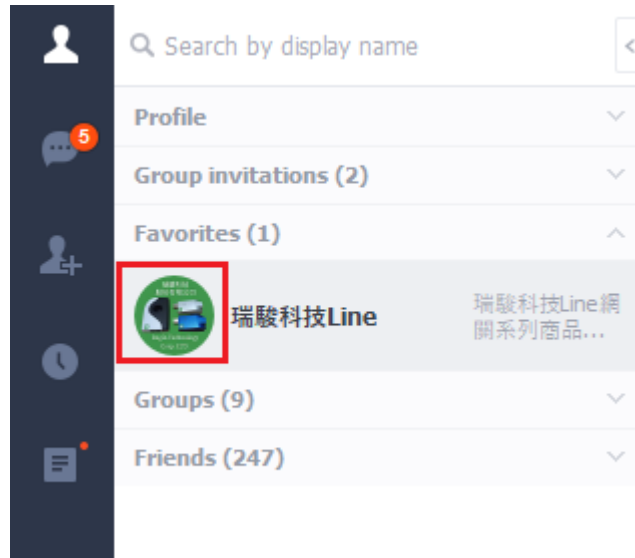 Search by display name
<
Profile
5
Group invitations (2)
Favorites (1)
瑞駿科技Line
瑞駿科技Line網
關系列商品...
Groups (9)
Friends (247)